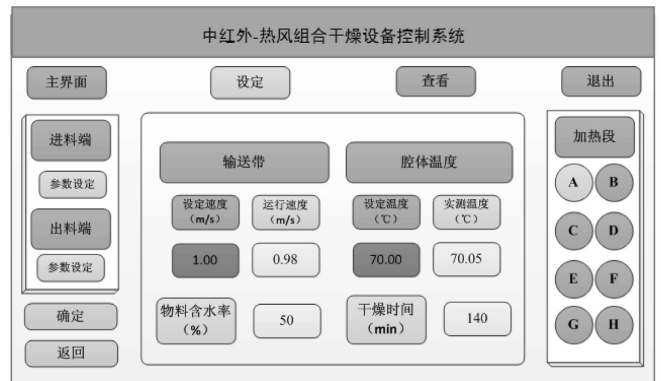 中红外-热风组合干燥设备控制系统
主界面
设定
查看
退出
进料端
参数设定
出料端
参数设定
确定
返回
输送带
腔体温度
设定速度
（m/s）
运行速度
（m/s）
设定温度
（℃）
实测温度
（℃）
1.00
0.98
70.00
70.05
物料含水率
（%）
50
干燥时间
（min）
140
加热段
A
B
C
D
E
F
G
H